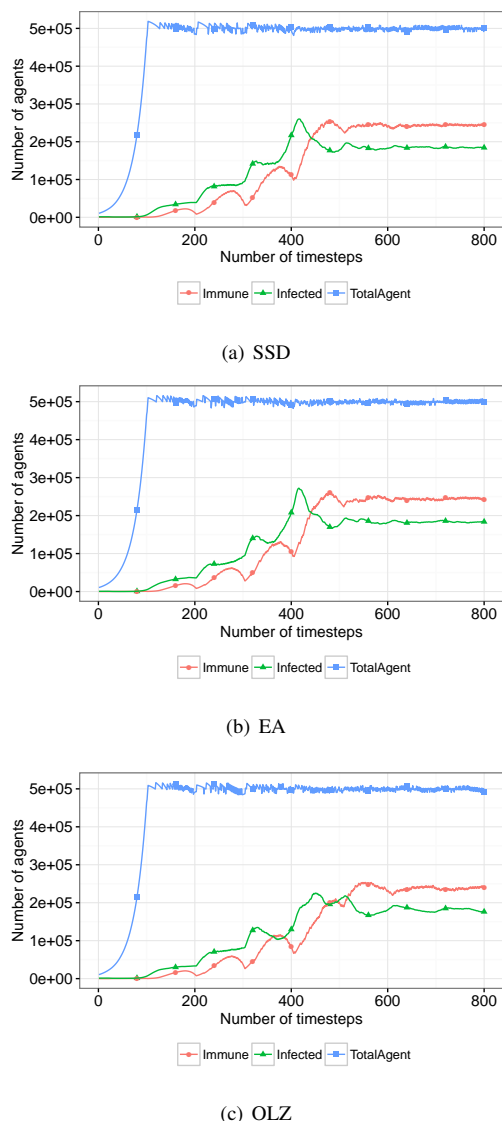 5e+05
4e+05
3e+05
2e+05
1e+05
0e+00
Number of agents
0 200 400 600 800
Number of timesteps
Immune Infected TotalAgent
(a) SSD
5e+05
4e+05
3e+05
2e+05
1e+05
0e+00
Number of agents
0 200 400 600 800
Number of timesteps
Immune Infected TotalAgent
(b) EA
5e+05
4e+05
3e+05
2e+05
1e+05
0e+00
Number of agents
0 200 400 600 800
Number of timesteps
Immune Infected TotalAgent
(c) OLZ